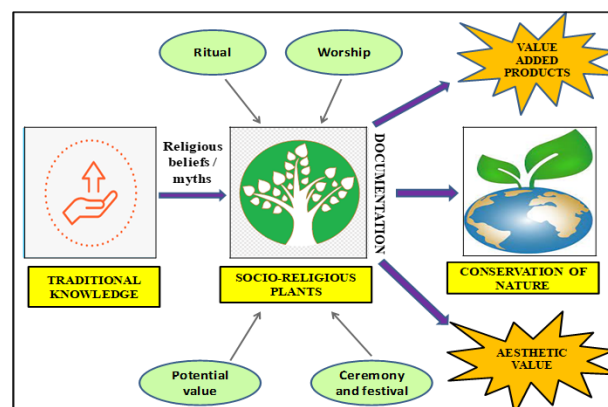 Ritual
Worship
VALUE
ADDED
PRODUCTS
Religious
beliefs /
myths
DOCUMENTATION
TRADITIONAL
KNOWLEDGE
SOCIO-RELIGIOUS
PLANTS
CONSERVATION OF
NATURE
Potential
value
Ceremony
and festival
AESTHETIC
VALUE